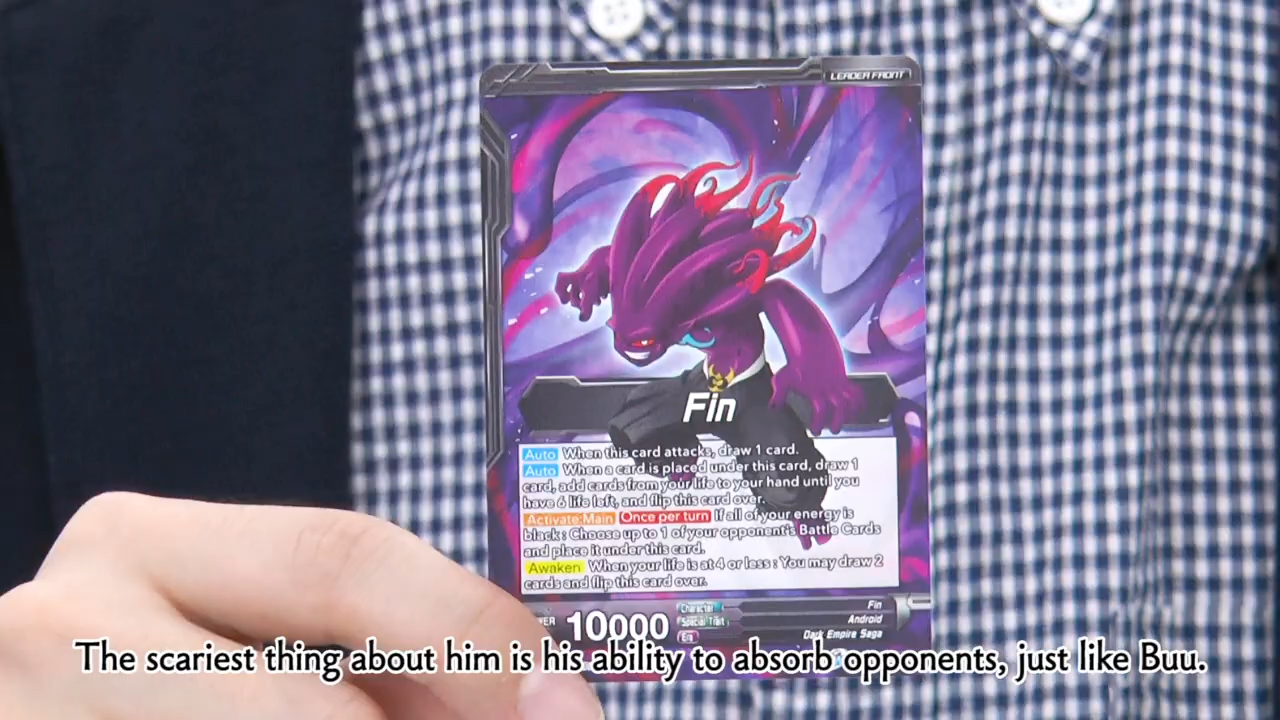 LEADER FRONT
Fin
Auto When this card attacks, draw 1 card.
Auto When a card is placed under this card, draw 1
card, add cards from your life to your hand until you
have 6 life left, and flip this card over.
Activate:Main Once per turn If all of your energy is
black: Choose up to 1 of your opponent's Battle Cards
and place it under this card.
Awaken When your life is at 4 or less: You may draw 2
cards and flip this card over.
10000
Character Fin
Special Trait Android
Era Dark Empire Saga
The scariest thing about him is his ability to absorb opponents, just like Buu.